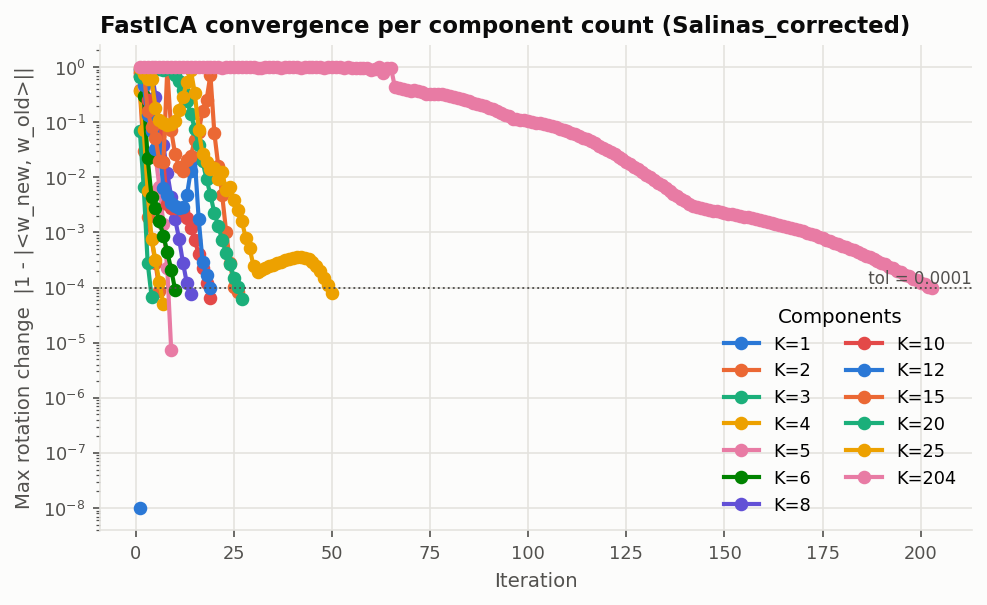 FastICA convergence per component count (Salinas_corrected)
Max rotation change |1 - |<w_new, w_old>||
10⁰
10⁻¹
10⁻²
10⁻³
10⁻⁴
10⁻⁵
10⁻⁶
10⁻⁷
10⁻⁸
tol = 0.0001
Components
K=1
K=2
K=3
K=4
K=5
K=6
K=8
K=10
K=12
K=15
K=20
K=25
K=204
0 25 50 75 100 125 150 175 200
Iteration